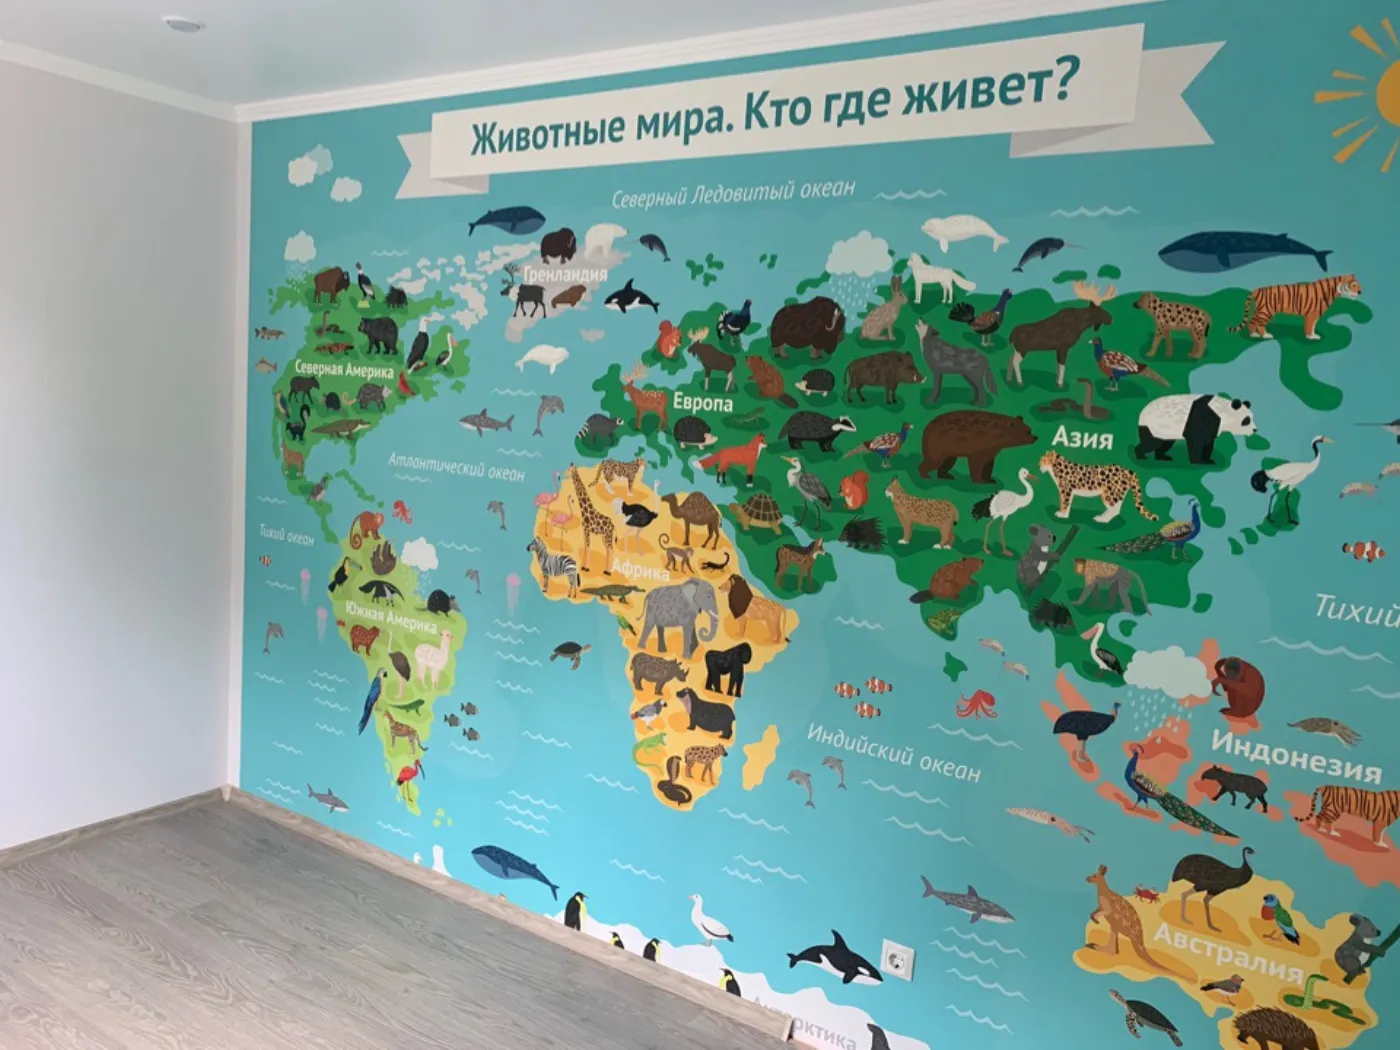 Животные мира. Кто где живет?
Северный Ледовитый океан
Гренландия
Северная Америка
Европа
Азия
Атлантический океан
Тихий океан
Африка
Южная Америка
Тихий
Индийский океан
Индонезия
Австралия
Антарктика